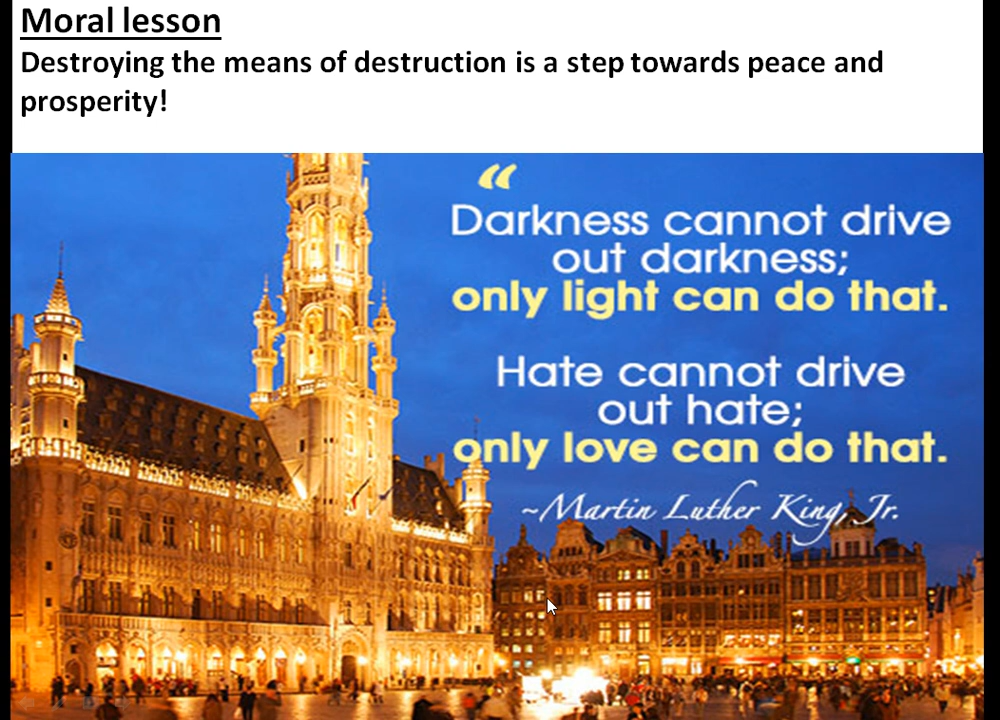 Moral lesson
Destroying the means of destruction is a step towards peace and
prosperity!
“
Darkness cannot drive
out darkness;
only light can do that.
Hate cannot drive
out hate;
only love can do that.
~Martin Luther King, Jr.